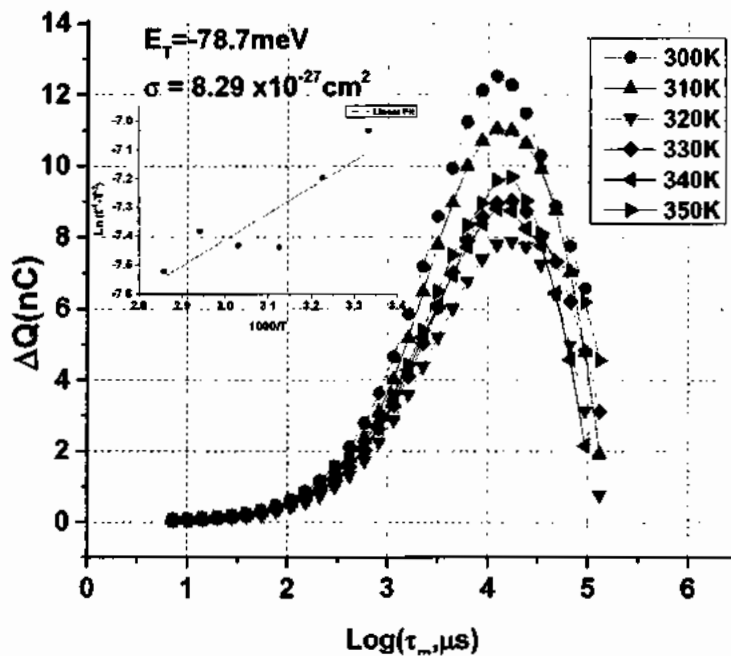 E_T=-78.7meV
σ = 8.29 x10^-27cm^2
Linear Fit
Ln (τ^-1·T^-2)
-7.0
-7.1
-7.2
-7.3
-7.4
-7.5
-7.6
2.8 2.9 3.0 3.1 3.2 3.3 3.4
1000/T
300K
310K
320K
330K
340K
350K
ΔQ(nC)
14
12
10
8
6
4
2
0
0 1 2 3 4 5 6
Log(τ_m,μs)